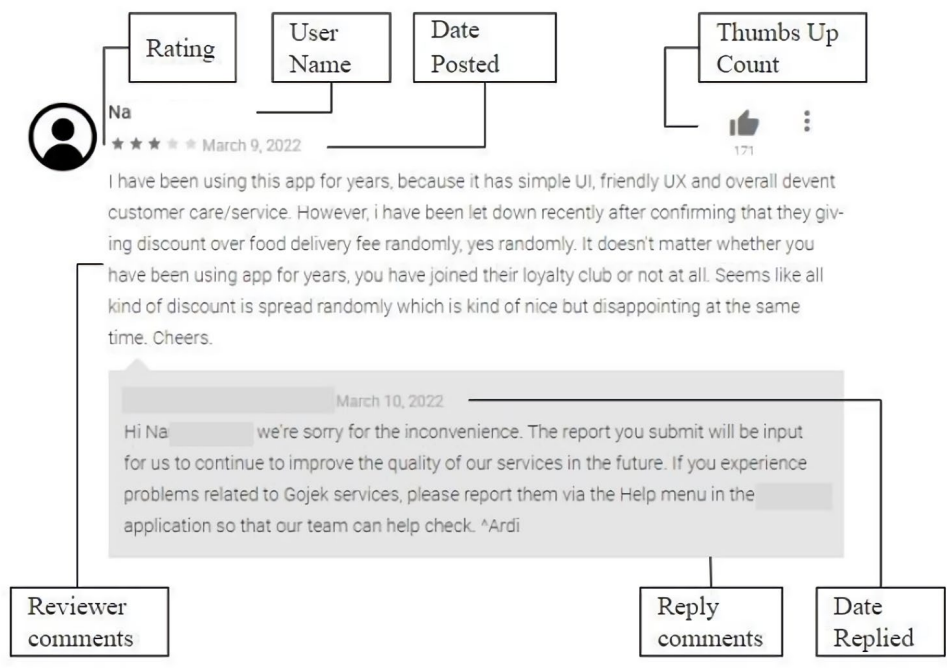 Rating
User
Name
Date
Posted
Thumbs Up
Count
Na
March 9, 2022
171
I have been using this app for years, because it has simple UI, friendly UX and overall devent
customer care/service. However, i have been let down recently after confirming that they giv-
ing discount over food delivery fee randomly, yes randomly. It doesn't matter whether you
have been using app for years, you have joined their loyalty club or not at all. Seems like all
kind of discount is spread randomly which is kind of nice but disappointing at the same
time. Cheers.
March 10, 2022
Hi Na we're sorry for the inconvenience. The report you submit will be input
for us to continue to improve the quality of our services in the future. If you experience
problems related to Gojek services, please report them via the Help menu in the
application so that our team can help check. ^Ardi
Reviewer
comments
Reply
comments
Date
Replied